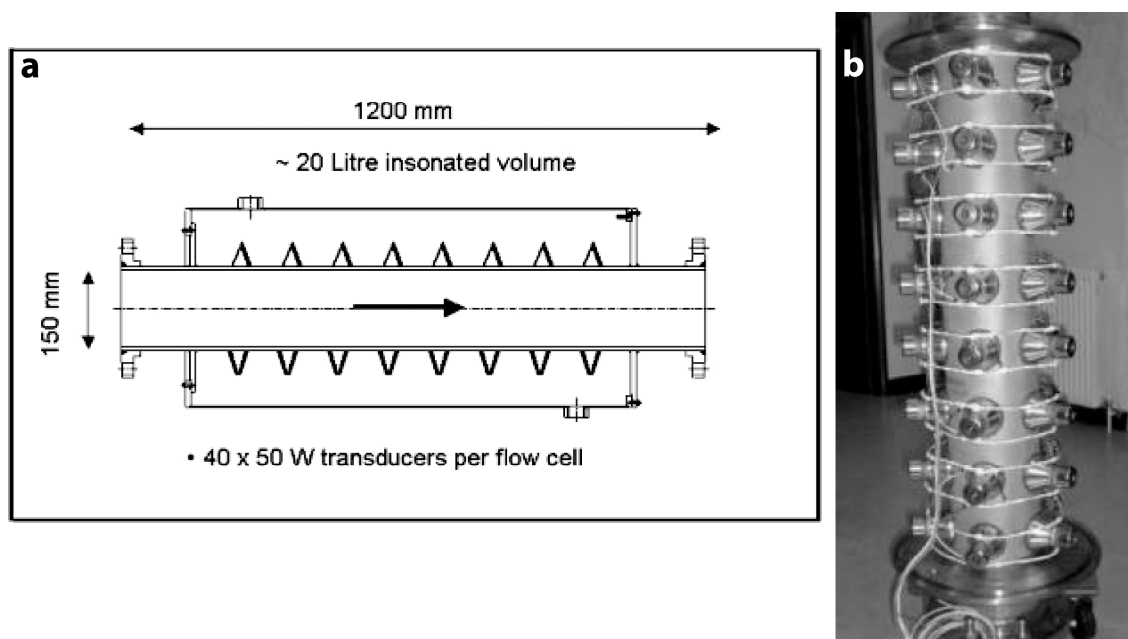 a
1200 mm
~ 20 Litre insonated volume
150 mm
• 40 x 50 W transducers per flow cell
b